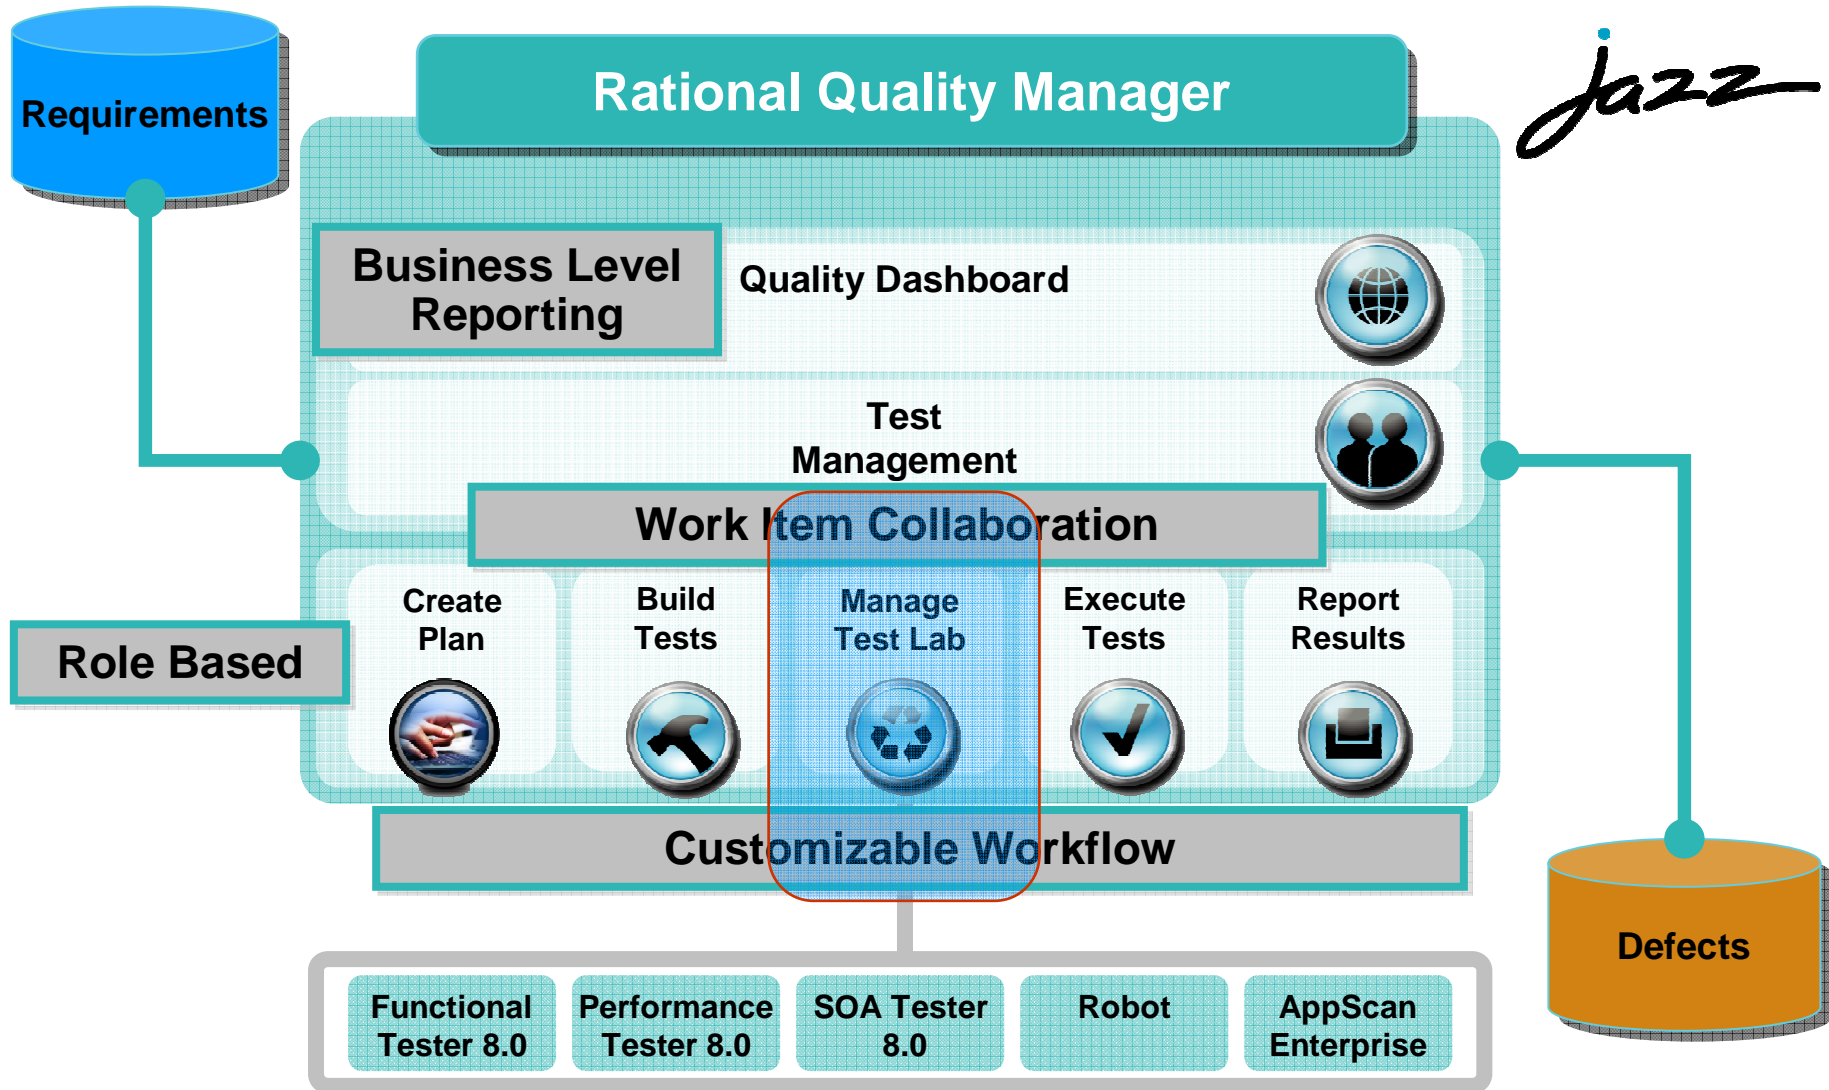 Requirements
Rational Quality Manager
jazz
Business Level
Reporting
Quality Dashboard
Test
Management
Work Item Collaboration
Role Based
Create
Plan
Build
Tests
Manage
Test Lab
Execute
Tests
Report
Results
Customizable Workflow
Defects
Functional
Tester 8.0
Performance
Tester 8.0
SOA Tester
8.0
Robot
AppScan
Enterprise